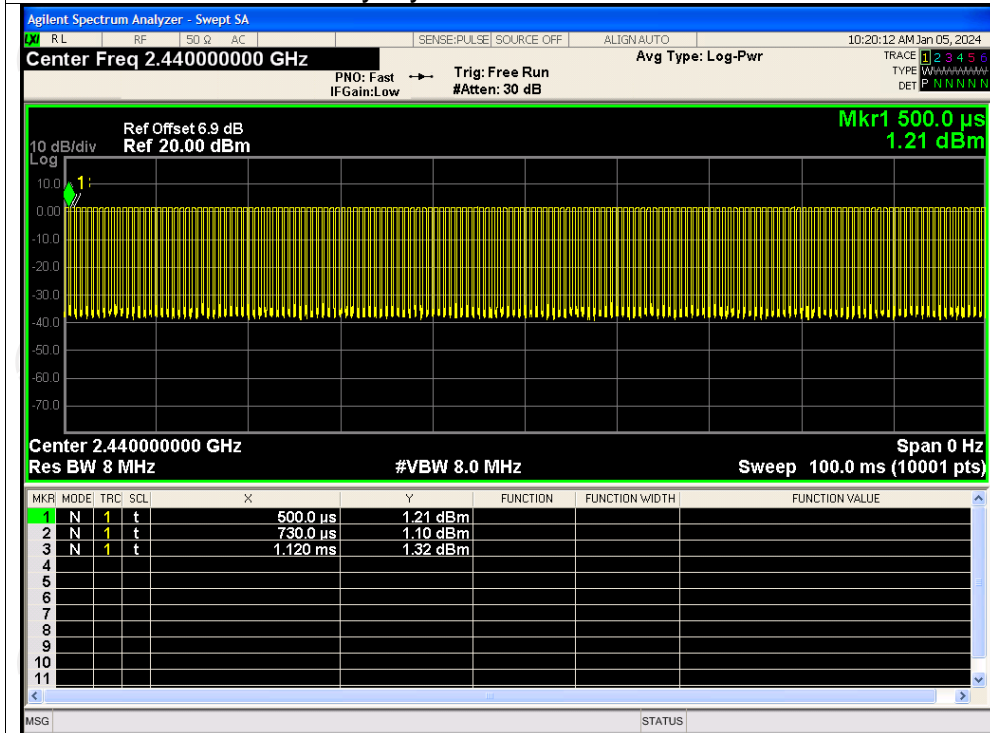 Agilent Spectrum Analyzer - Swept SA
LXI RL RF 50 Ω AC SENSE:PULSE SOURCE OFF ALIGN AUTO 10:20:12 AM Jan 05, 2024
Center Freq 2.440000000 GHz
PNO: Fast
IFGain:Low
Trig: Free Run
#Atten: 30 dB
Avg Type: Log-Pwr
TRACE 1 2 3 4 5 6
TYPE
DET P N N N N N
Mkr1 500.0 µs
1.21 dBm
Ref Offset 6.9 dB
10 dB/div Ref 20.00 dBm
Log
10.0
1
0.00
-10.0
-20.0
-30.0
-40.0
-50.0
-60.0
-70.0
Center 2.440000000 GHz Span 0 Hz
Res BW 8 MHz #VBW 8.0 MHz Sweep 100.0 ms (10001 pts)
MKR MODE TRC SCL X Y FUNCTION FUNCTION WIDTH FUNCTION VALUE
1 N 1 t 500.0 µs 1.21 dBm
2 N 1 t 730.0 µs 1.10 dBm
3 N 1 t 1.120 ms 1.32 dBm
4
5
6
7
8
9
10
11
MSG STATUS